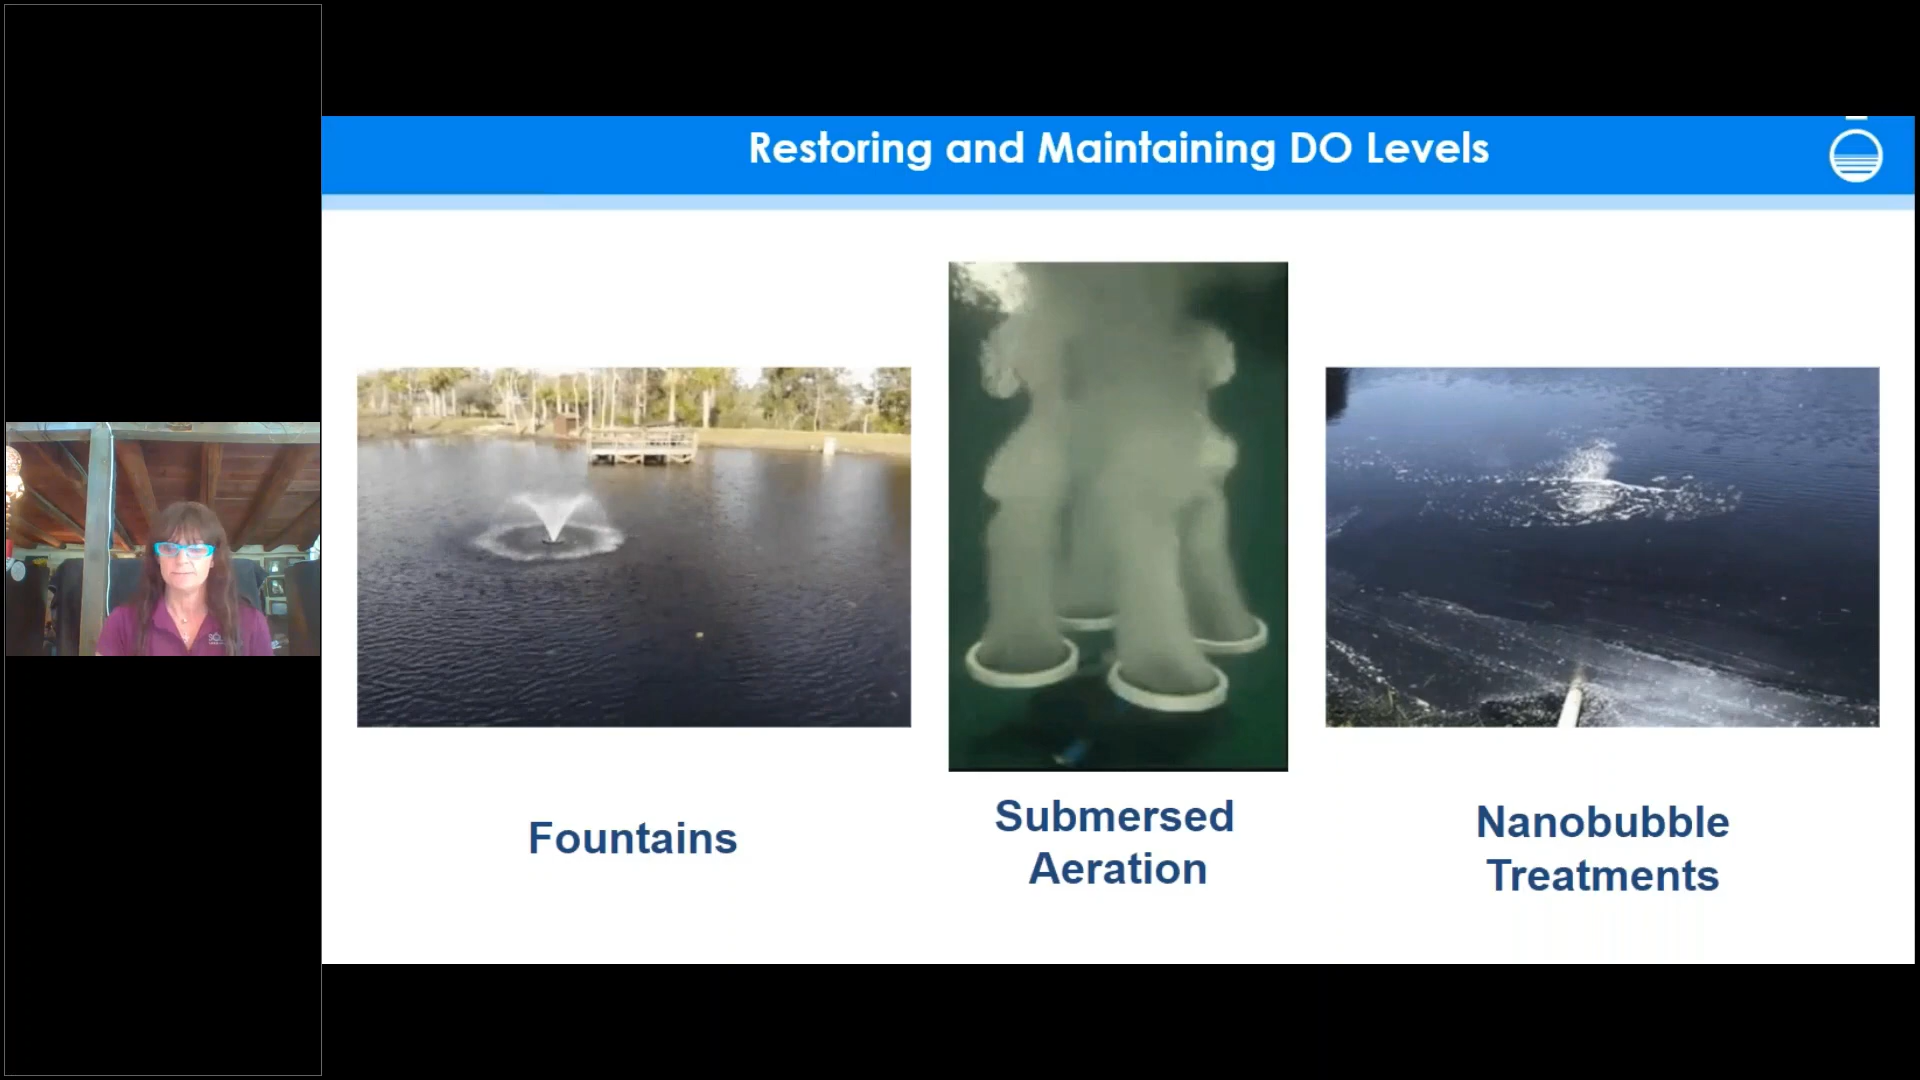 Restoring and Maintaining DO Levels
Fountains
Submersed
Aeration
Nanobubble
Treatments